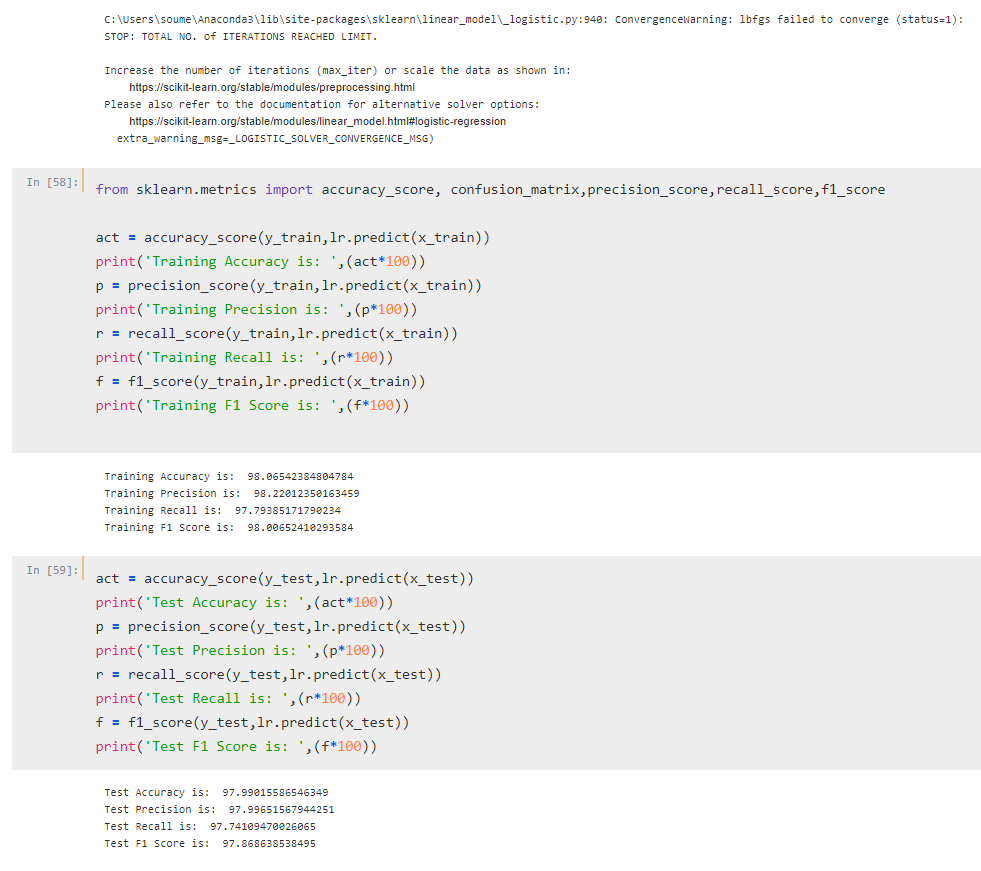 C:\Users\soume\Anaconda3\lib\site-packages\sklearn\linear_model\_logistic.py:940: ConvergenceWarning: lbfgs failed to converge (status=1):
STOP: TOTAL NO. of ITERATIONS REACHED LIMIT.
Increase the number of iterations (max_iter) or scale the data as shown in:
https://scikit-learn.org/stable/modules/preprocessing.html
Please also refer to the documentation for alternative solver options:
https://scikit-learn.org/stable/modules/linear_model.html#logistic-regression
extra_warning_msg=_LOGISTIC_SOLVER_CONVERGENCE_MSG)
In [58]:
from sklearn.metrics import accuracy_score, confusion_matrix,precision_score,recall_score,f1_score
act = accuracy_score(y_train,lr.predict(x_train))
print('Training Accuracy is: ',(act*100))
p = precision_score(y_train,lr.predict(x_train))
print('Training Precision is: ',(p*100))
r = recall_score(y_train,lr.predict(x_train))
print('Training Recall is: ',(r*100))
f = f1_score(y_train,lr.predict(x_train))
print('Training F1 Score is: ',(f*100))
Training Accuracy is:  98.06542384804784
Training Precision is:  98.22012350163459
Training Recall is:  97.79385171790234
Training F1 Score is:  98.00652410293584
In [59]:
act = accuracy_score(y_test,lr.predict(x_test))
print('Test Accuracy is: ',(act*100))
p = precision_score(y_test,lr.predict(x_test))
print('Test Precision is: ',(p*100))
r = recall_score(y_test,lr.predict(x_test))
print('Test Recall is: ',(r*100))
f = f1_score(y_test,lr.predict(x_test))
print('Test F1 Score is: ',(f*100))
Test Accuracy is:  97.99015586546349
Test Precision is:  97.99651567944251
Test Recall is:  97.74109470026065
Test F1 Score is:  97.868638538495